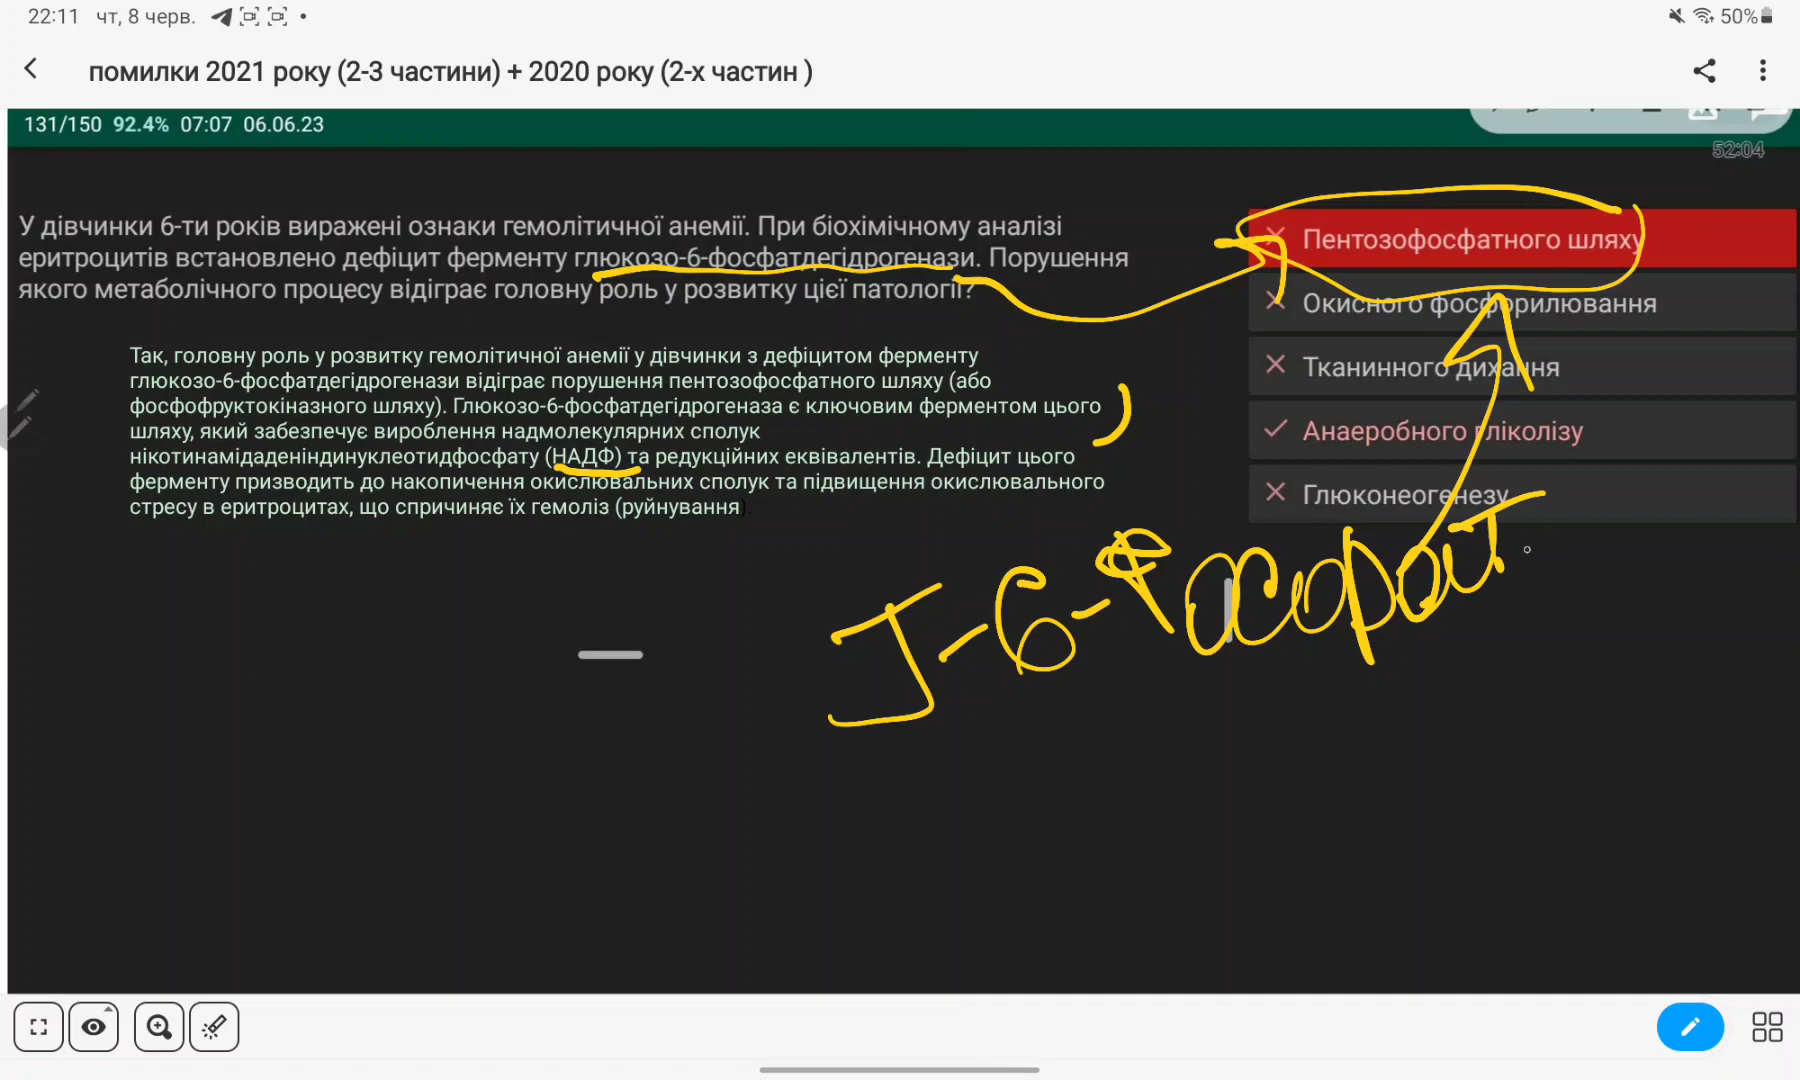 22:11 чт, 8 черв.
50%
помилки 2021 року (2-3 частини) + 2020 року (2-х частин )
131/150 92.4% 07:07 06.06.23
52:04
У дівчинки 6-ти років виражені ознаки гемолітичної анемії. При біохімічному аналізі
еритроцитів встановлено дефіцит ферменту глюкозо-6-фосфатдегідрогенази. Порушення
якого метаболічного процесу відіграє головну роль у розвитку цієї патології?
Пентозофосфатного шляху
Окисного фосфорилювання
Тканинного дихання
Анаеробного гліколізу
Глюконеогенезу
Так, головну роль у розвитку гемолітичної анемії у дівчинки з дефіцитом ферменту
глюкозо-6-фосфатдегідрогенази відіграє порушення пентозофосфатного шляху (або
фосфофруктокіназного шляху). Глюкозо-6-фосфатдегідрогеназа є ключовим ферментом цього
шляху, який забезпечує вироблення надмолекулярних сполук
нікотинамідаденіндинуклеотидфосфату (НАДФ) та редукційних еквівалентів. Дефіцит цього
ферменту призводить до накопичення окислювальних сполук та підвищення окислювального
стресу в еритроцитах, що спричиняє їх гемоліз (руйнування).